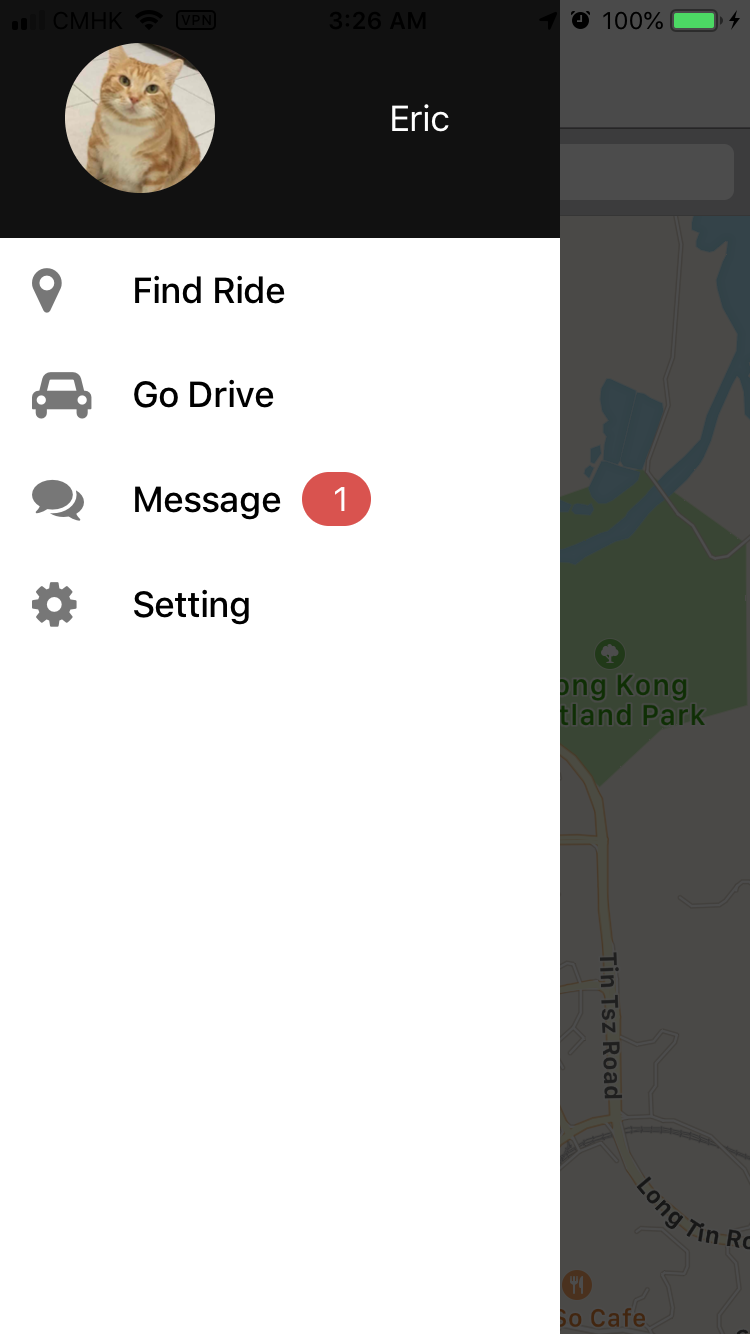 CMHK VPN 3:26 AM 100%
Eric
Find Ride
Go Drive
Message 1
Setting
ong Kong
tland Park
Tin Tsz Road
Long Tin Ro
So Cafe